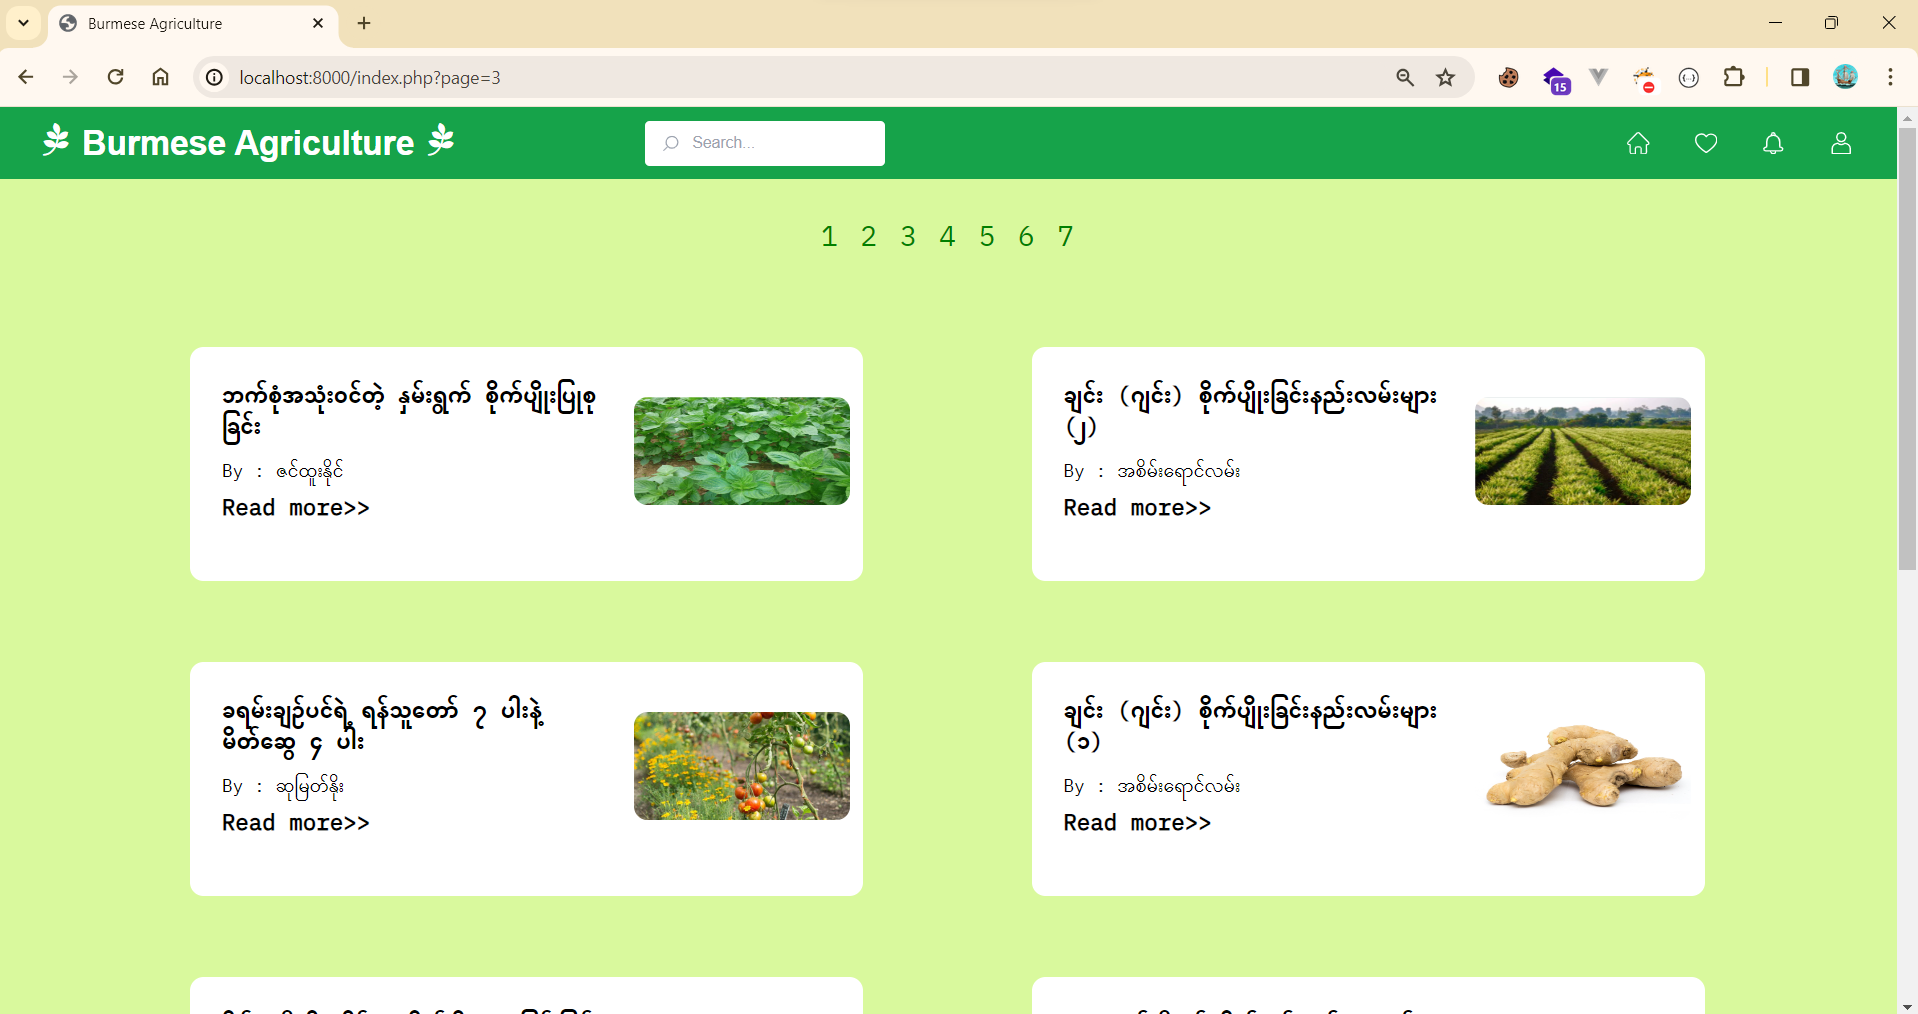 Burmese Agriculture
localhost:8000/index.php?page=3
15
Burmese Agriculture
Search...
1 2 3 4 5 6 7
ဘက်စုံအသုံးဝင်တဲ့ နှမ်းရွက် စိုက်ပျိုးပြုစု
ခြင်း
By : ဇင်ထူးနိုင်
Read more>>
ချင်း (ဂျင်း) စိုက်ပျိုးခြင်းနည်းလမ်းများ
(၂)
By : အစိမ်းရောင်လမ်း
Read more>>
ခရမ်းချဉ်ပင်ရဲ့ ရန်သူတော် ၇ ပါးနဲ့
မိတ်ဆွေ ၄ ပါး
By : ဆုမြတ်နိုး
Read more>>
ချင်း (ဂျင်း) စိုက်ပျိုးခြင်းနည်းလမ်းများ
(၁)
By : အစိမ်းရောင်လမ်း
Read more>>